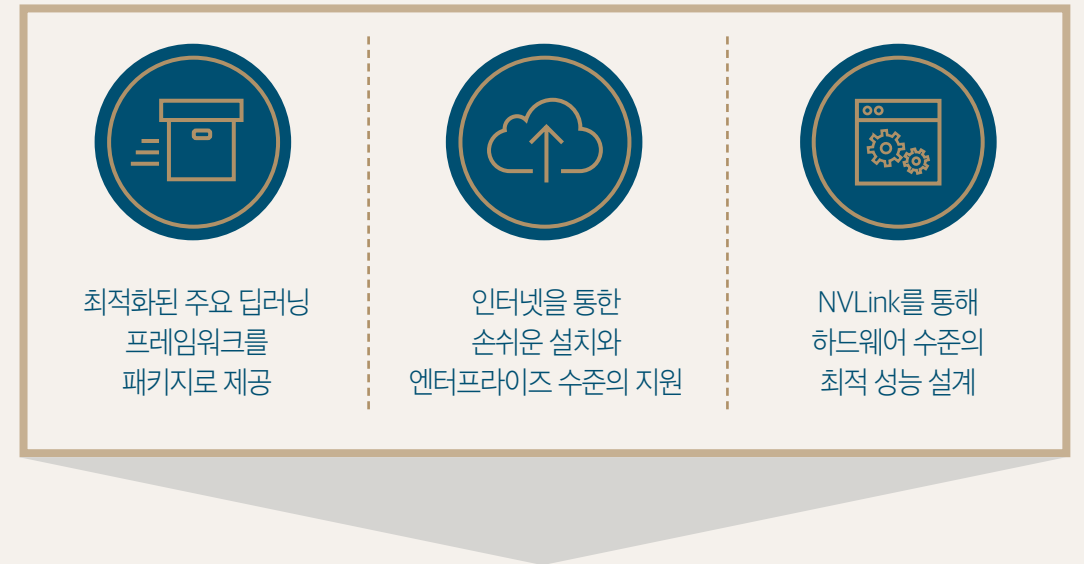 최적화된 주요 딥러닝
프레임워크를
패키지로 제공
인터넷을 통한
손쉬운 설치와
엔터프라이즈 수준의 지원
NVLink를 통해
하드웨어 수준의
최적 성능 설계